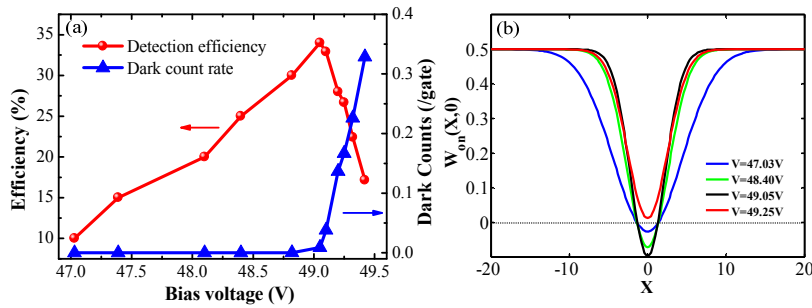 (a)
Detection efficiency
Dark count rate
Efficiency (%)
35
30
25
20
15
10
Dark Counts (/gate)
0.4
0.3
0.2
0.1
0.0
47.0 47.5 48.0 48.5 49.0 49.5
Bias voltage (V)
(b)
W_on(X,0)
0.5
0.4
0.3
0.2
0.1
0
V=47.03V
V=48.40V
V=49.05V
V=49.25V
-20 -10 0 10 20
X